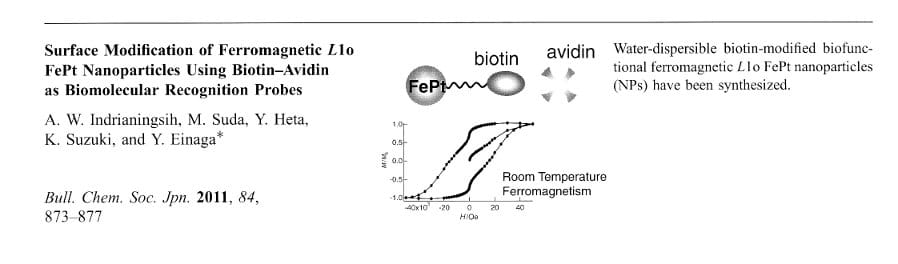 Surface Modification of Ferromagnetic L1o
FePt Nanoparticles Using Biotin–Avidin
as Biomolecular Recognition Probes
A. W. Indrianingsih, M. Suda, Y. Heta,
K. Suzuki, and Y. Einaga*
Bull. Chem. Soc. Jpn. 2011, 84,
873–877
biotin
avidin
FePt
1.0
0.5
0.0
-0.5
-1.0
M/Ms
-40x10³ -20 0 20 40
H/Oe
Room Temperature
Ferromagnetism
Water-dispersible biotin-modified biofunc-
tional ferromagnetic L1o FePt nanoparticles
(NPs) have been synthesized.